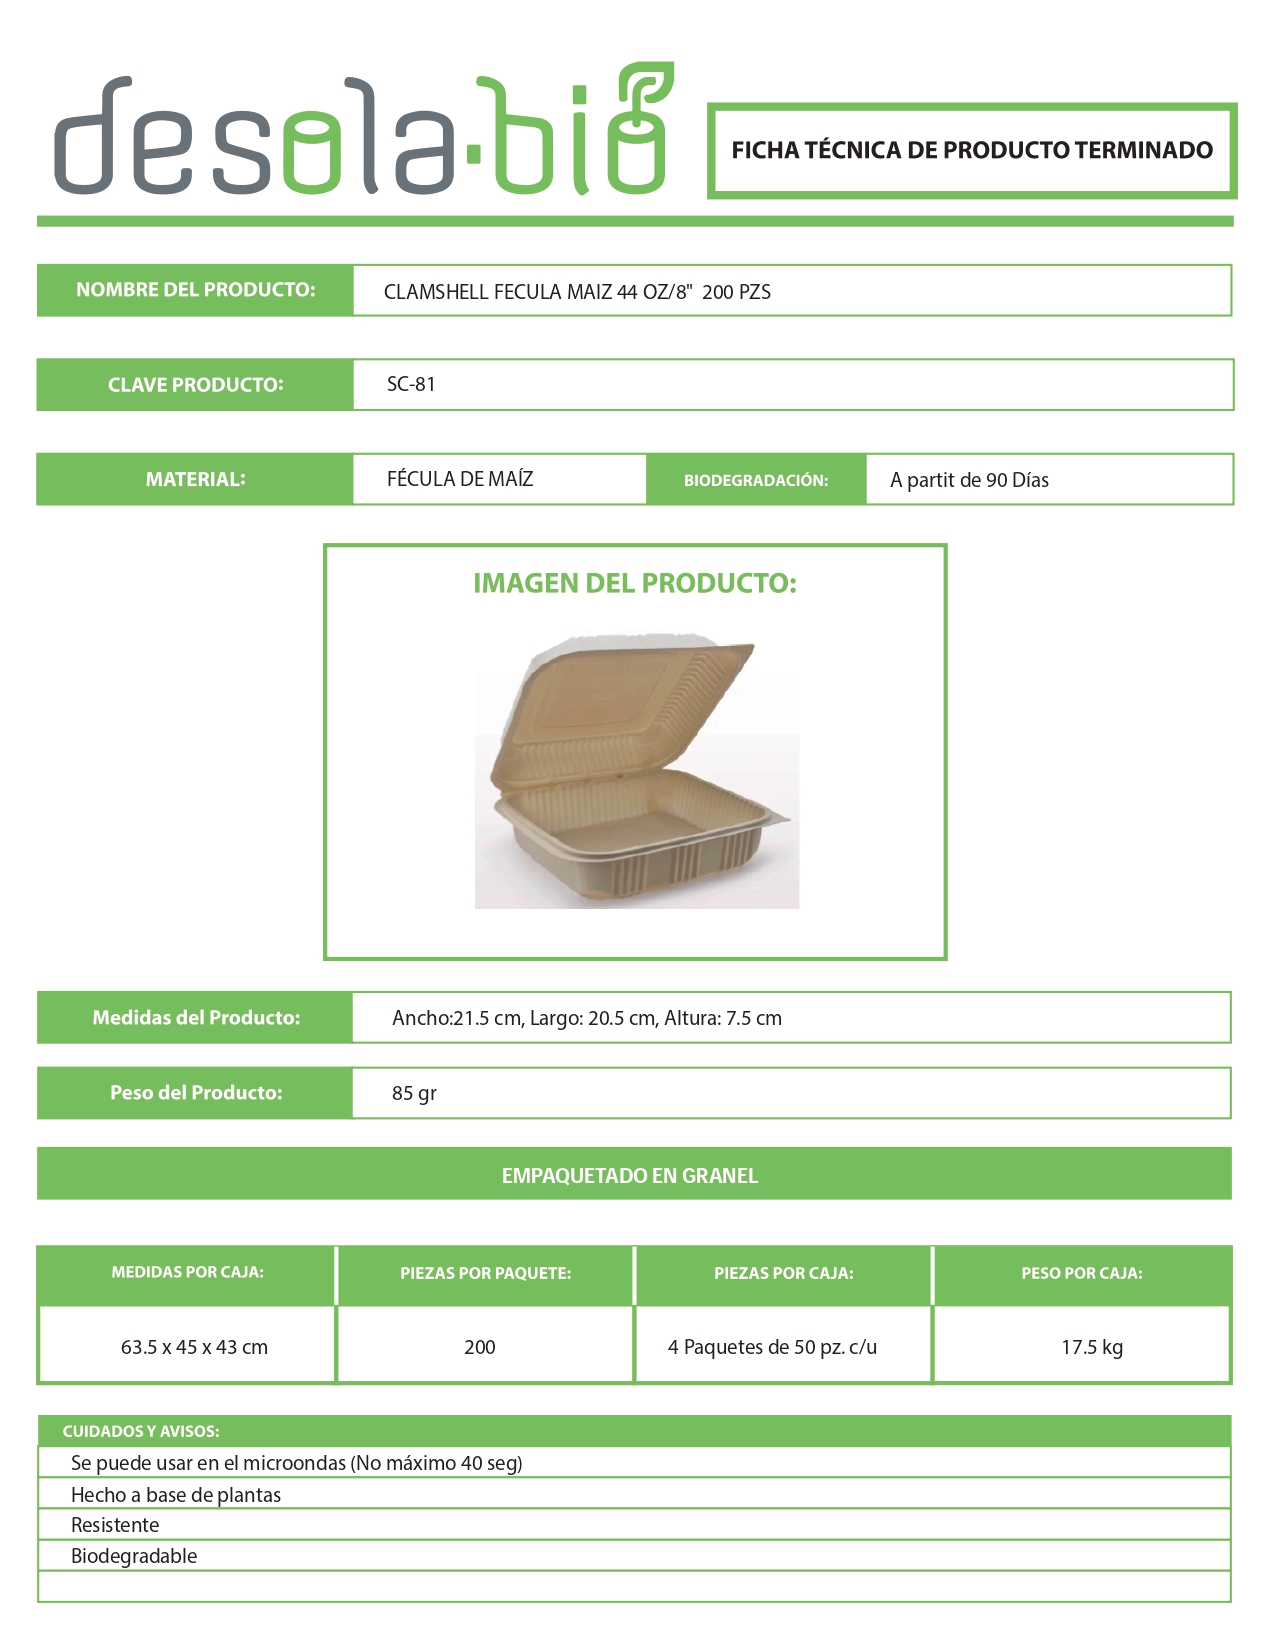 desola.bio
FICHA TÉCNICA DE PRODUCTO TERMINADO
NOMBRE DEL PRODUCTO: CLAMSHELL FECULA MAIZ 44 OZ/8" 200 PZS
CLAVE PRODUCTO: SC-81
MATERIAL: FÉCULA DE MAÍZ BIODEGRADACIÓN: A partit de 90 Días
IMAGEN DEL PRODUCTO:
Medidas del Producto: Ancho:21.5 cm, Largo: 20.5 cm, Altura: 7.5 cm
Peso del Producto: 85 gr
EMPAQUETADO EN GRANEL
MEDIDAS POR CAJA: PIEZAS POR PAQUETE: PIEZAS POR CAJA: PESO POR CAJA:
63.5 x 45 x 43 cm 200 4 Paquetes de 50 pz. c/u 17.5 kg
CUIDADOS Y AVISOS:
Se puede usar en el microondas (No máximo 40 seg)
Hecho a base de plantas
Resistente
Biodegradable